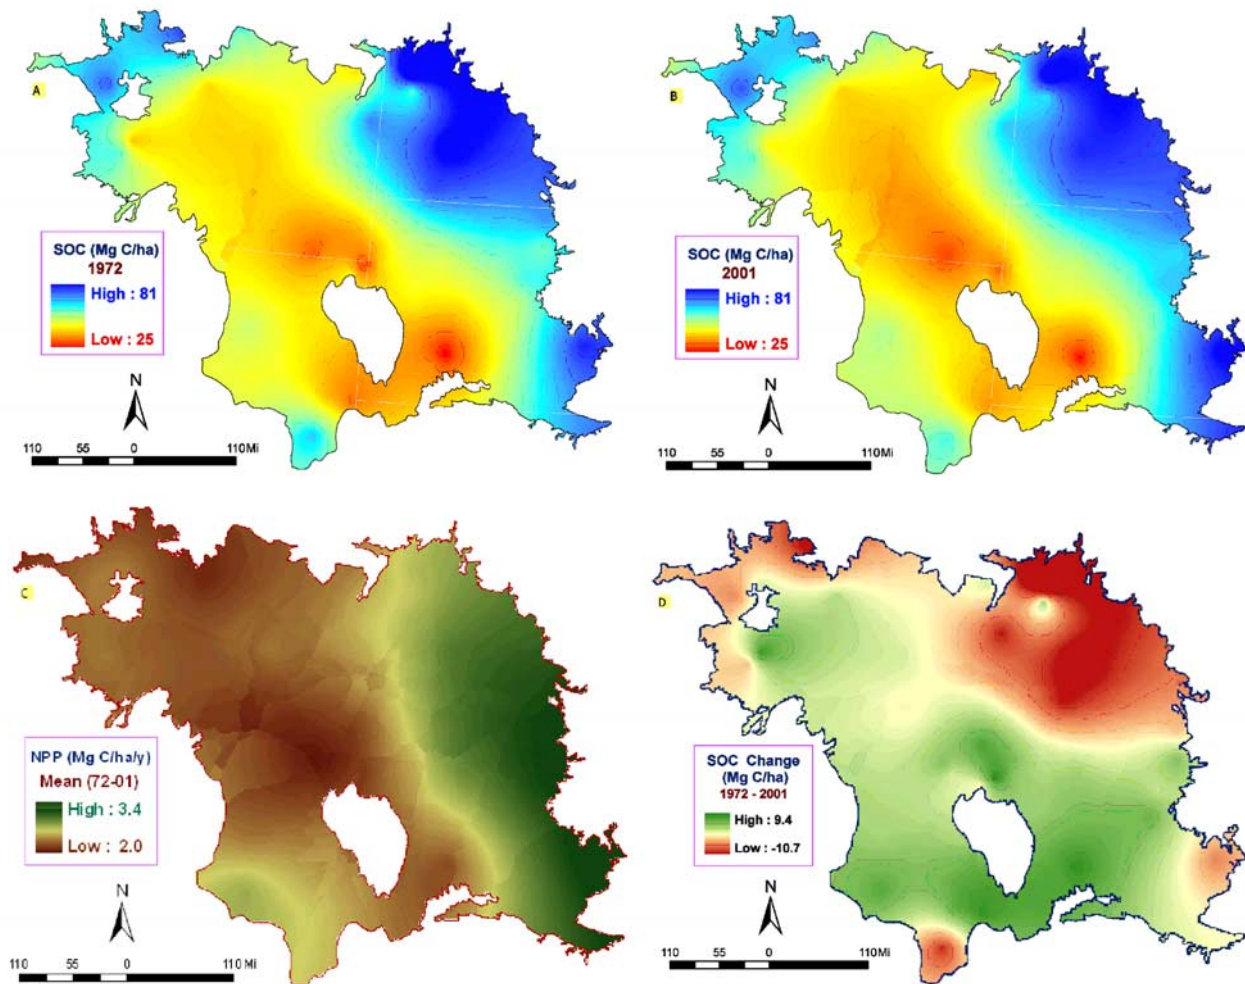 A
SOC (Mg C/ha)
1972
High : 81
Low : 25
N
110 55 0 110Mi
B
SOC (Mg C/ha)
2001
High : 81
Low : 25
N
110 55 0 110Mi
C
NPP (Mg C/ha/y)
Mean (72-01)
High : 3.4
Low : 2.0
N
110 55 0 110 Mi
D
SOC Change
(Mg C/ha)
1972 - 2001
High : 9.4
Low : -10.7
N
110 55 0 110 Mi